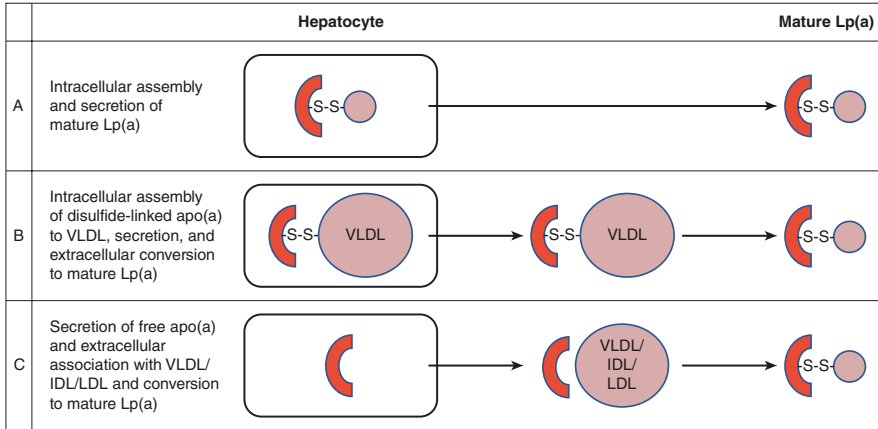 Hepatocyte
Mature Lp(a)
A
Intracellular assembly
and secretion of
mature Lp(a)
-S-S-
-S-S-
B
Intracellular assembly
of disulfide-linked apo(a)
to VLDL, secretion, and
extracellular conversion
to mature Lp(a)
-S-S-
VLDL
-S-S-
VLDL
-S-S-
C
Secretion of free apo(a)
and extracellular
association with VLDL/
IDL/LDL and conversion
to mature Lp(a)
VLDL/
IDL/
LDL
-S-S-